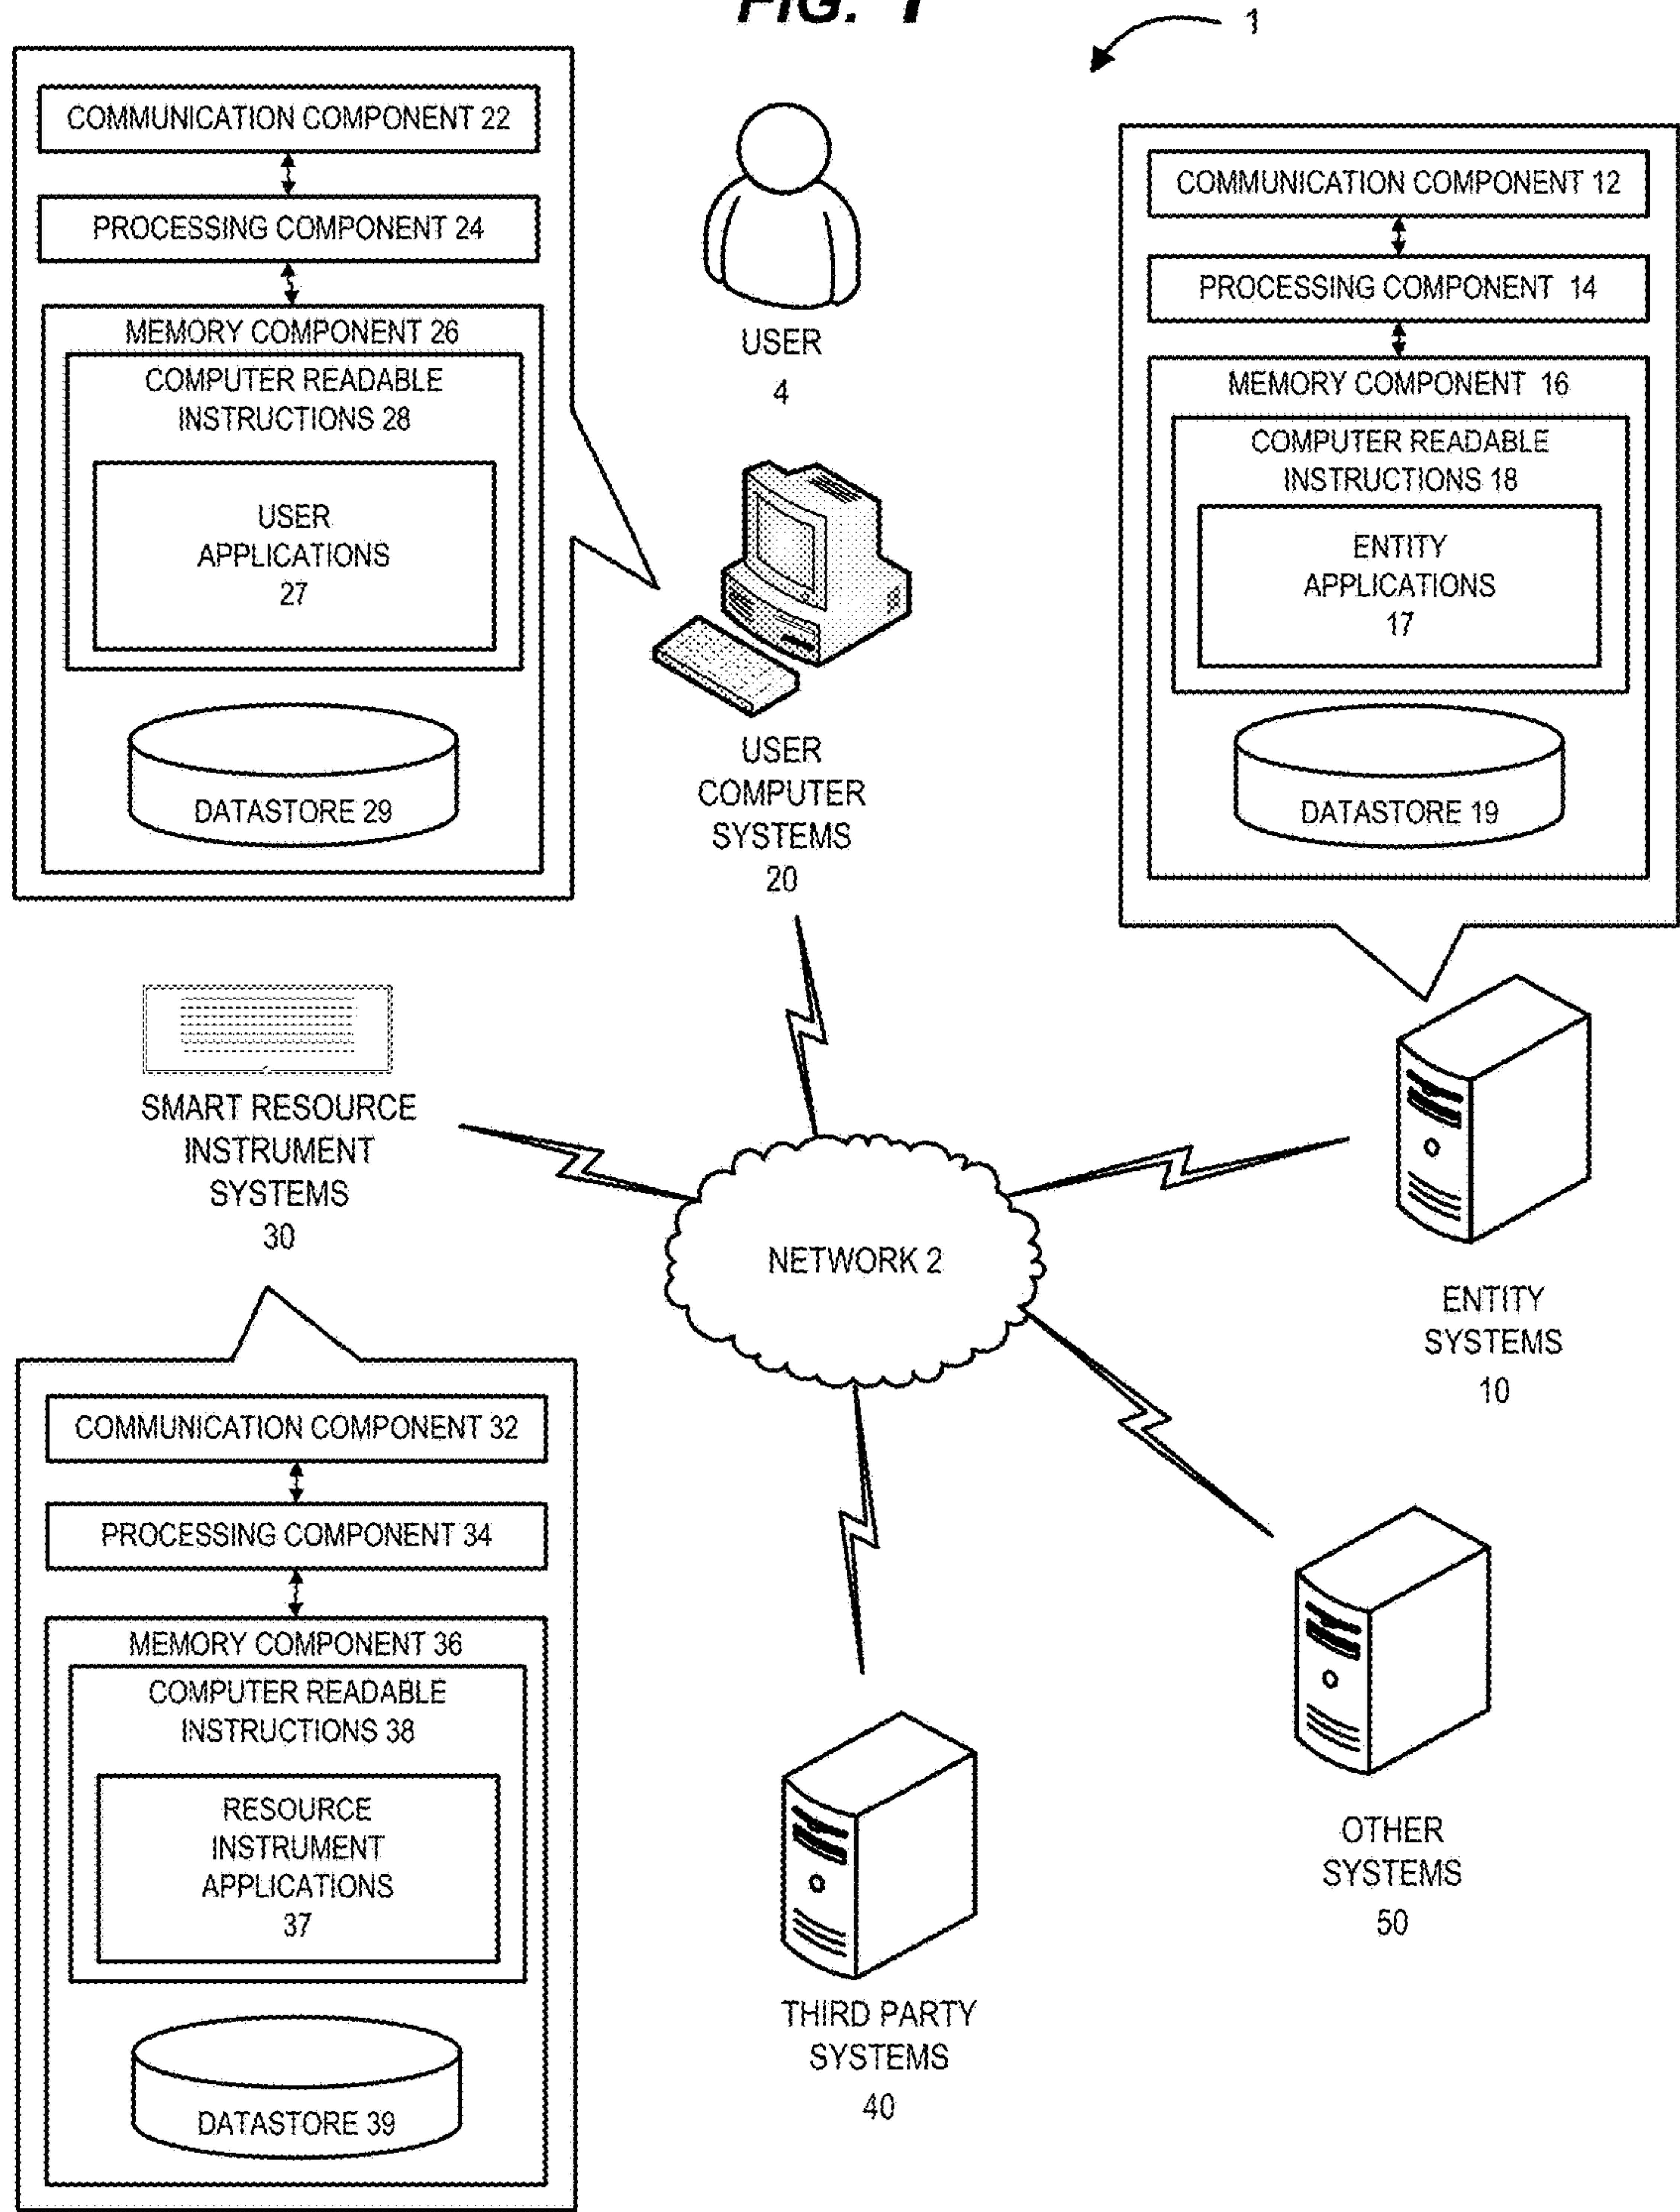 FIG. 1
1
COMMUNICATION COMPONENT 22
PROCESSING COMPONENT 24
MEMORY COMPONENT 26
COMPUTER READABLE
INSTRUCTIONS 28
USER
APPLICATIONS
27
DATASTORE 29
USER
4
USER
COMPUTER
SYSTEMS
20
COMMUNICATION COMPONENT 12
PROCESSING COMPONENT 14
MEMORY COMPONENT 16
COMPUTER READABLE
INSTRUCTIONS 18
ENTITY
APPLICATIONS
17
DATASTORE 19
SMART RESOURCE
INSTRUMENT
SYSTEMS
30
NETWORK 2
ENTITY
SYSTEMS
10
COMMUNICATION COMPONENT 32
PROCESSING COMPONENT 34
MEMORY COMPONENT 36
COMPUTER READABLE
INSTRUCTIONS 38
RESOURCE
INSTRUMENT
APPLICATIONS
37
DATASTORE 39
THIRD PARTY
SYSTEMS
40
OTHER
SYSTEMS
50